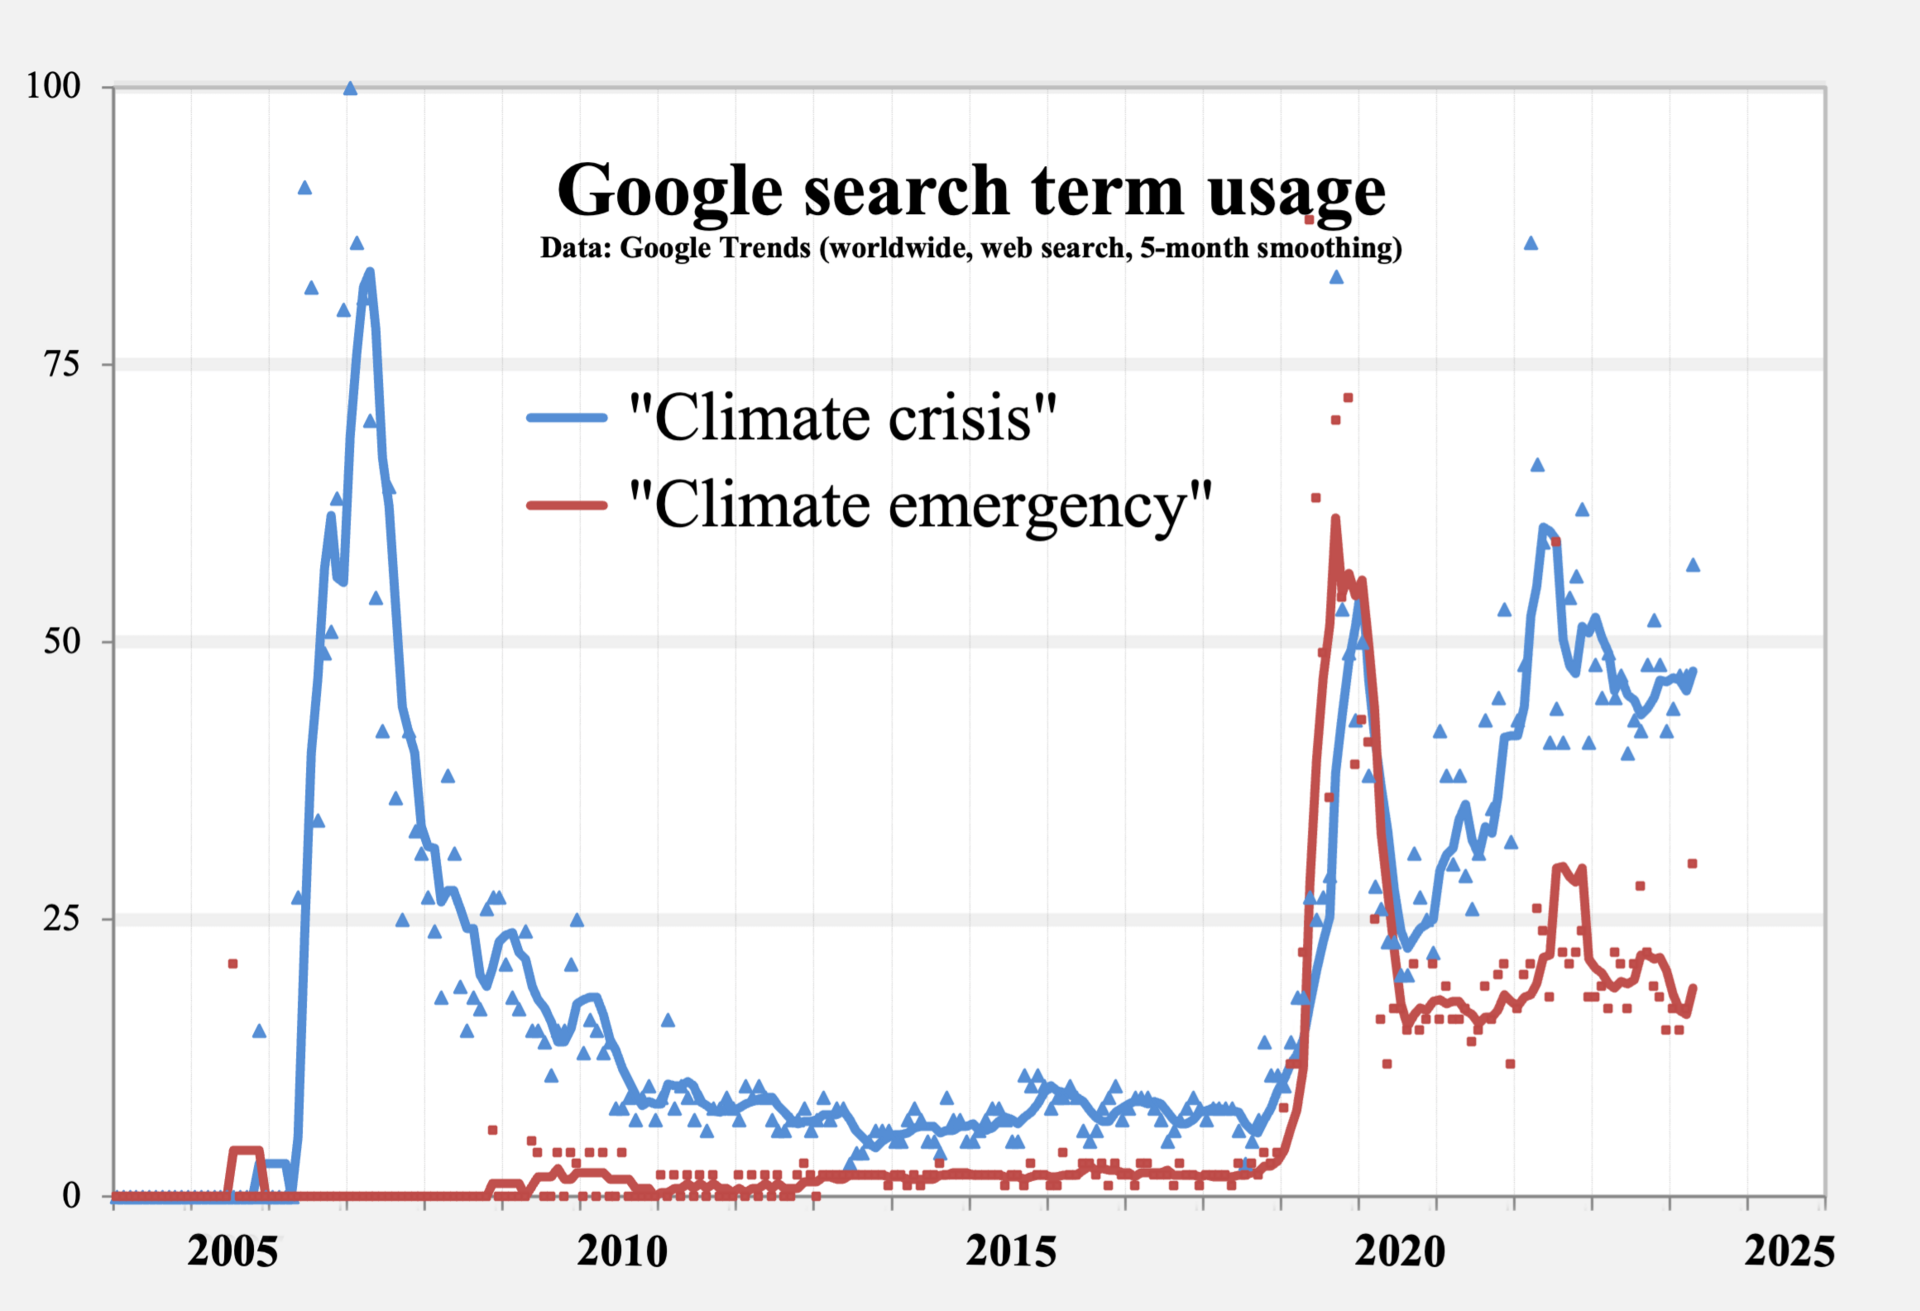 100
Google search term usage
Data: Google Trends (worldwide, web search, 5-month smoothing)
75
"Climate crisis"
"Climate emergency"
50
25
0
2005 2010 2015 2020 2025